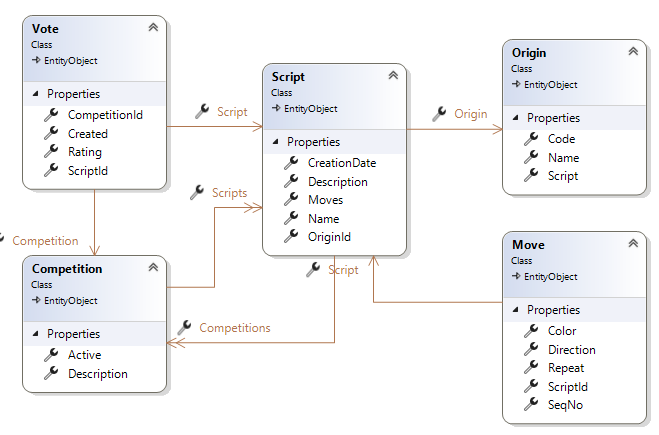 Vote
Class
EntityObject
Properties
CompetitionId
Created
Rating
ScriptId
Script
Script
Class
EntityObject
Properties
CreationDate
Description
Moves
Name
OriginId
Origin
Origin
Class
EntityObject
Properties
Code
Name
Script
Scripts
Competition
Competition
Class
EntityObject
Properties
Active
Description
Script
Competitions
Move
Class
EntityObject
Properties
Color
Direction
Repeat
ScriptId
SeqNo